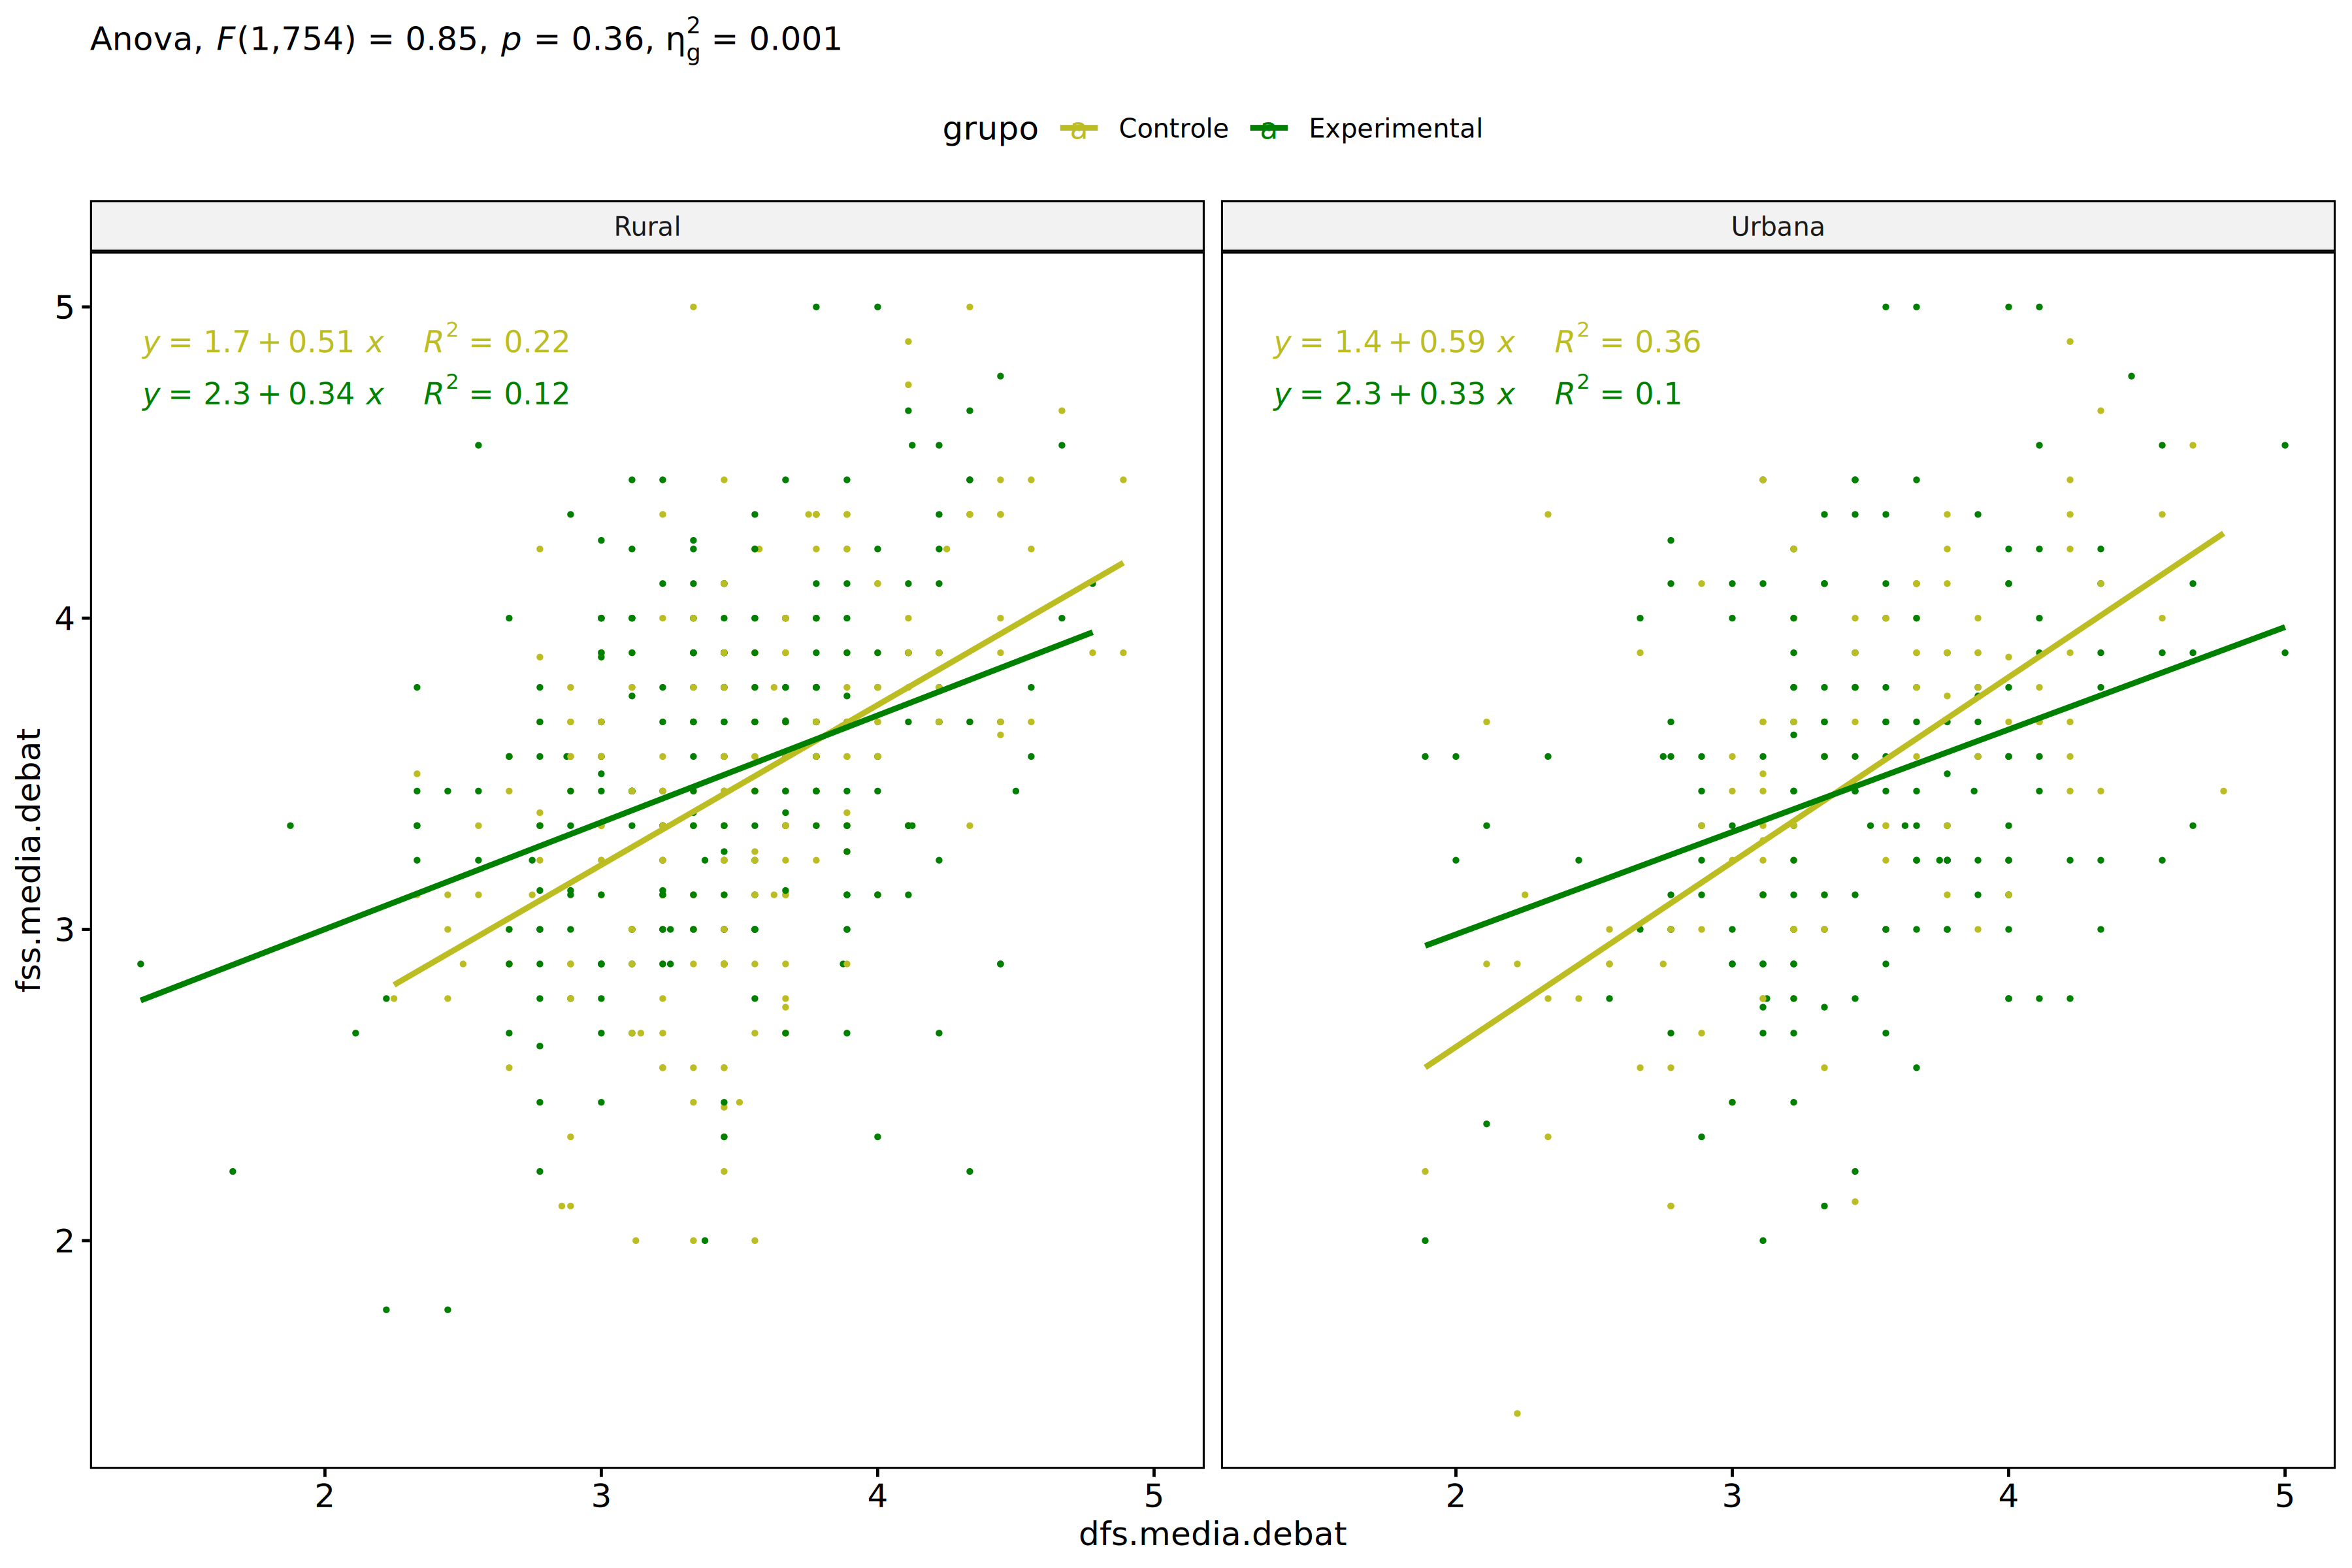 Anova, F(1,754) = 0.85, p = 0.36, η²g = 0.001
grupo a Controle a Experimental
Rural
Urbana
y = 1.7 + 0.51 x R² = 0.22
y = 2.3 + 0.34 x R² = 0.12
y = 1.4 + 0.59 x R² = 0.36
y = 2.3 + 0.33 x R² = 0.1
5
4
3
2
fss.media.debat
2 3 4 5
2 3 4 5
dfs.media.debat